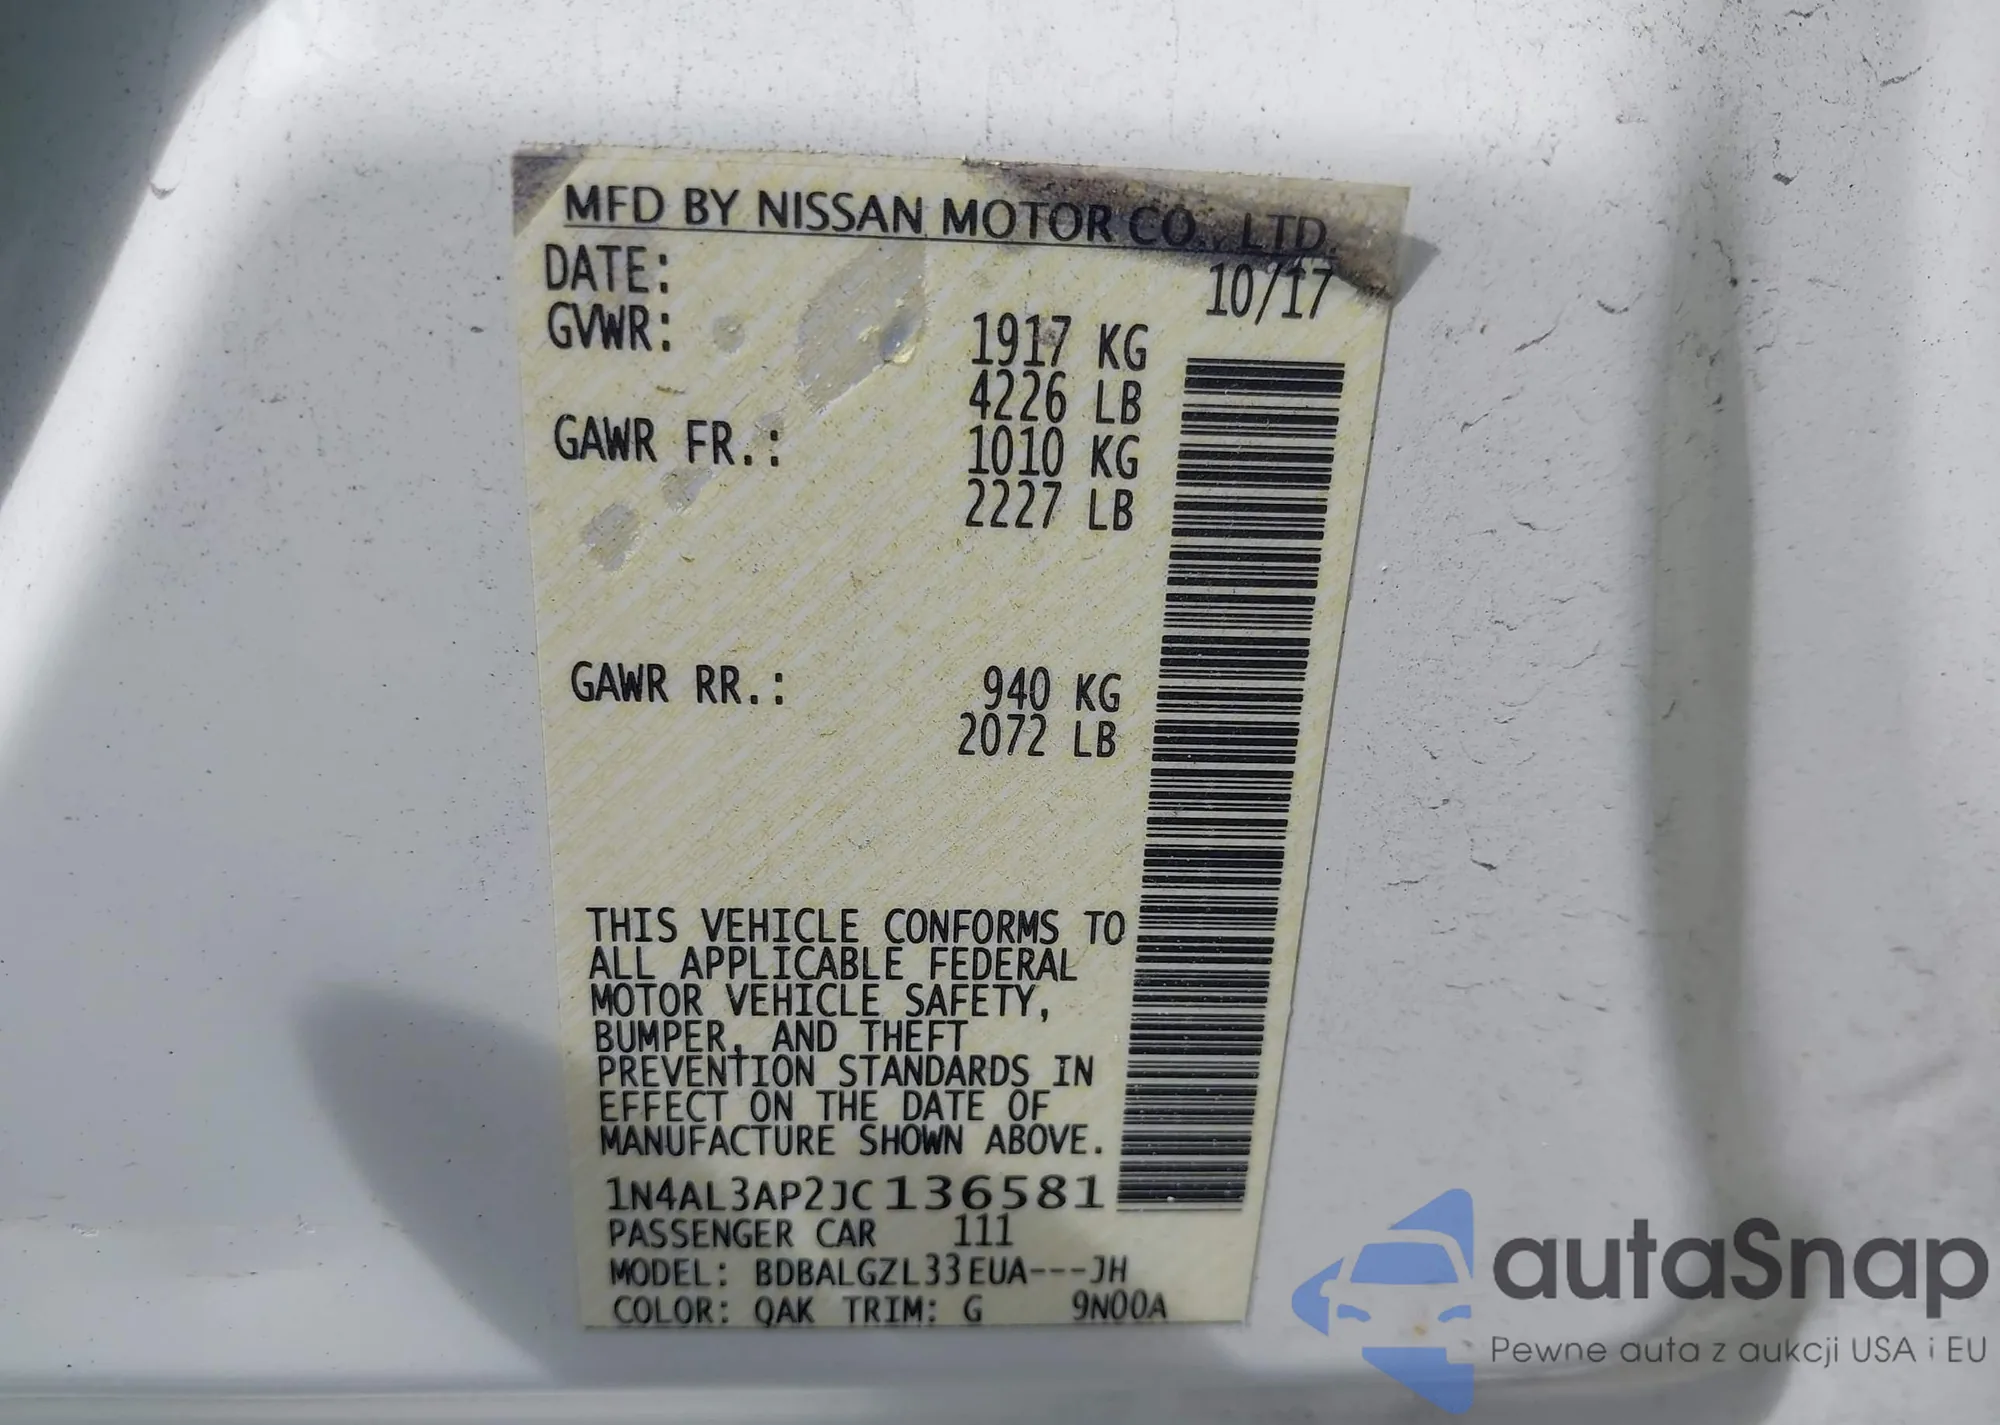 MFD BY NISSAN MOTOR CO., LTD.
DATE: 10/17
GVWR: 1917 KG
4226 LB
GAWR FR.: 1010 KG
2227 LB
GAWR RR.: 940 KG
2072 LB
THIS VEHICLE CONFORMS TO
ALL APPLICABLE FEDERAL
MOTOR VEHICLE SAFETY,
BUMPER, AND THEFT
PREVENTION STANDARDS IN
EFFECT ON THE DATE OF
MANUFACTURE SHOWN ABOVE.
1N4AL3AP2JC136581
PASSENGER CAR 111
MODEL: BDBALGZL33EUA---JH
COLOR: QAK TRIM: G 9N00A
autaSnap
Pewne auta z aukcji USA i EU